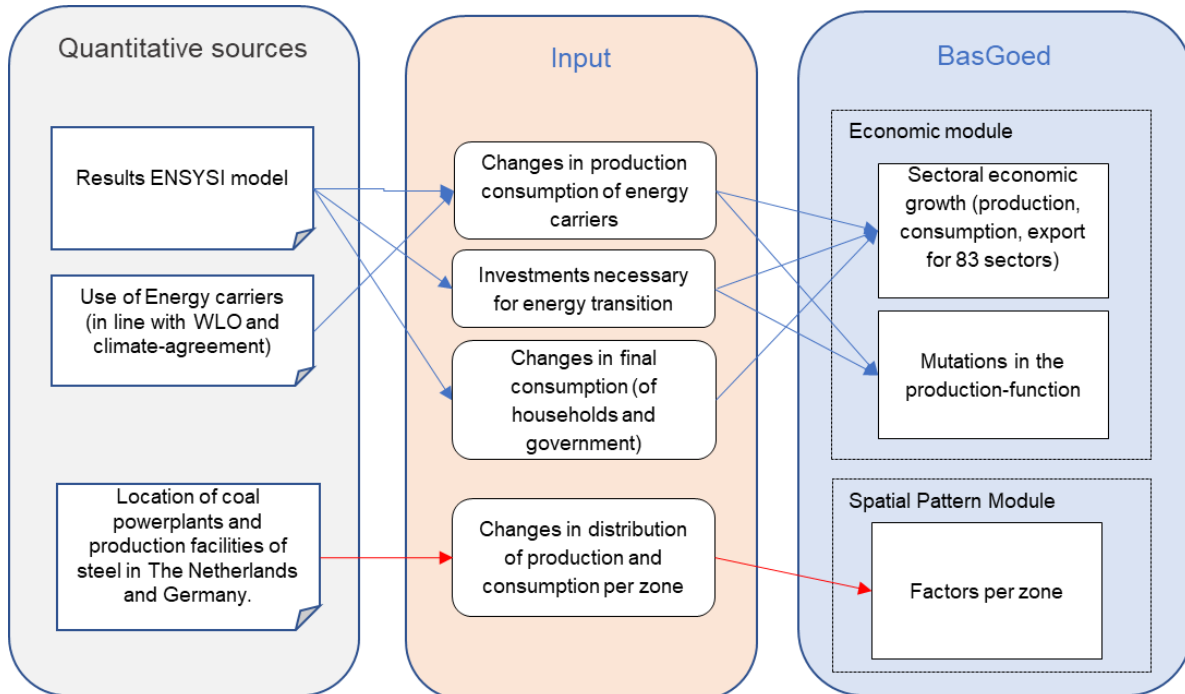 Quantitative sources
Results ENSYSI model
Use of Energy carriers
(in line with WLO and
climate-agreement)
Location of coal
powerplants and
production facilities of
steel in The Netherlands
and Germany.
Input
Changes in production
consumption of energy
carriers
Investments necessary
for energy transition
Changes in final
consumption (of
households and
government)
Changes in distribution
of production and
consumption per zone
BasGoed
Economic module
Sectoral economic
growth (production,
consumption, export
for 83 sectors)
Mutations in the
production-function
Spatial Pattern Module
Factors per zone